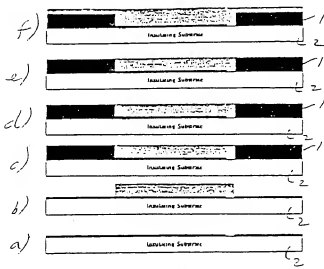 f) 1
Insulating Substrate 2
e) 1
Insulating Substrate 2
d) 1
Insulating Substrate 2
c) 1
Insulating Substrate 2
b)
Insulating Substrate 2
a)
Insulating Substrate 2